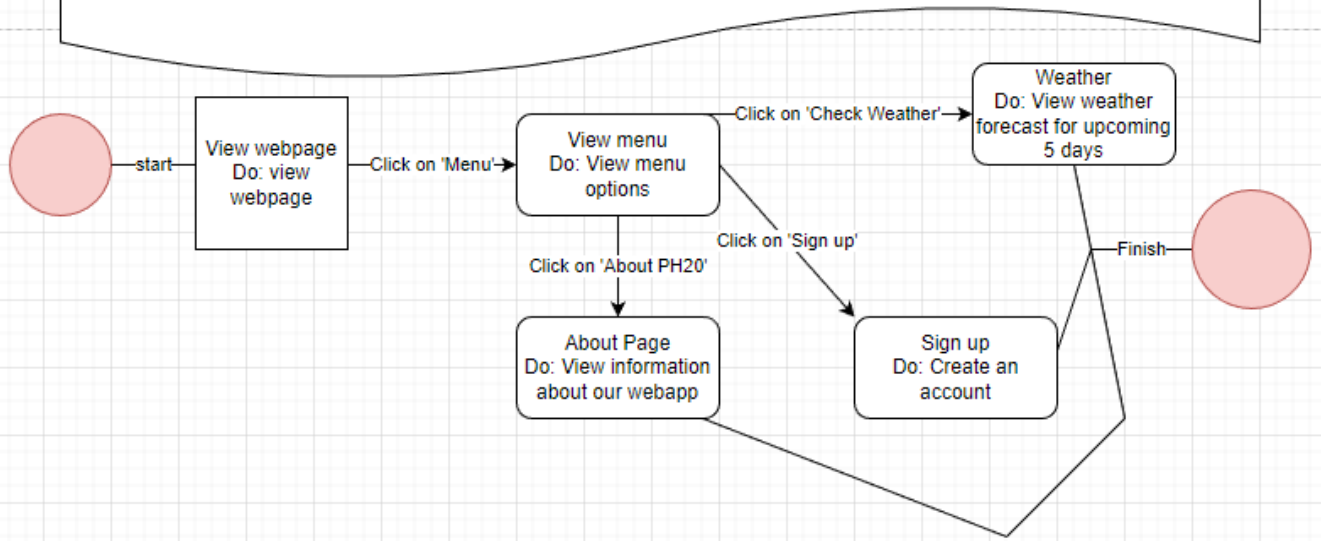 start
View webpage
Do: view
webpage
Click on 'Menu'
View menu
Do: View menu
options
Click on 'Check Weather'
Weather
Do: View weather
forecast for upcoming
5 days
Click on 'Sign up'
Click on 'About PH20'
Finish
About Page
Do: View information
about our webapp
Sign up
Do: Create an
account